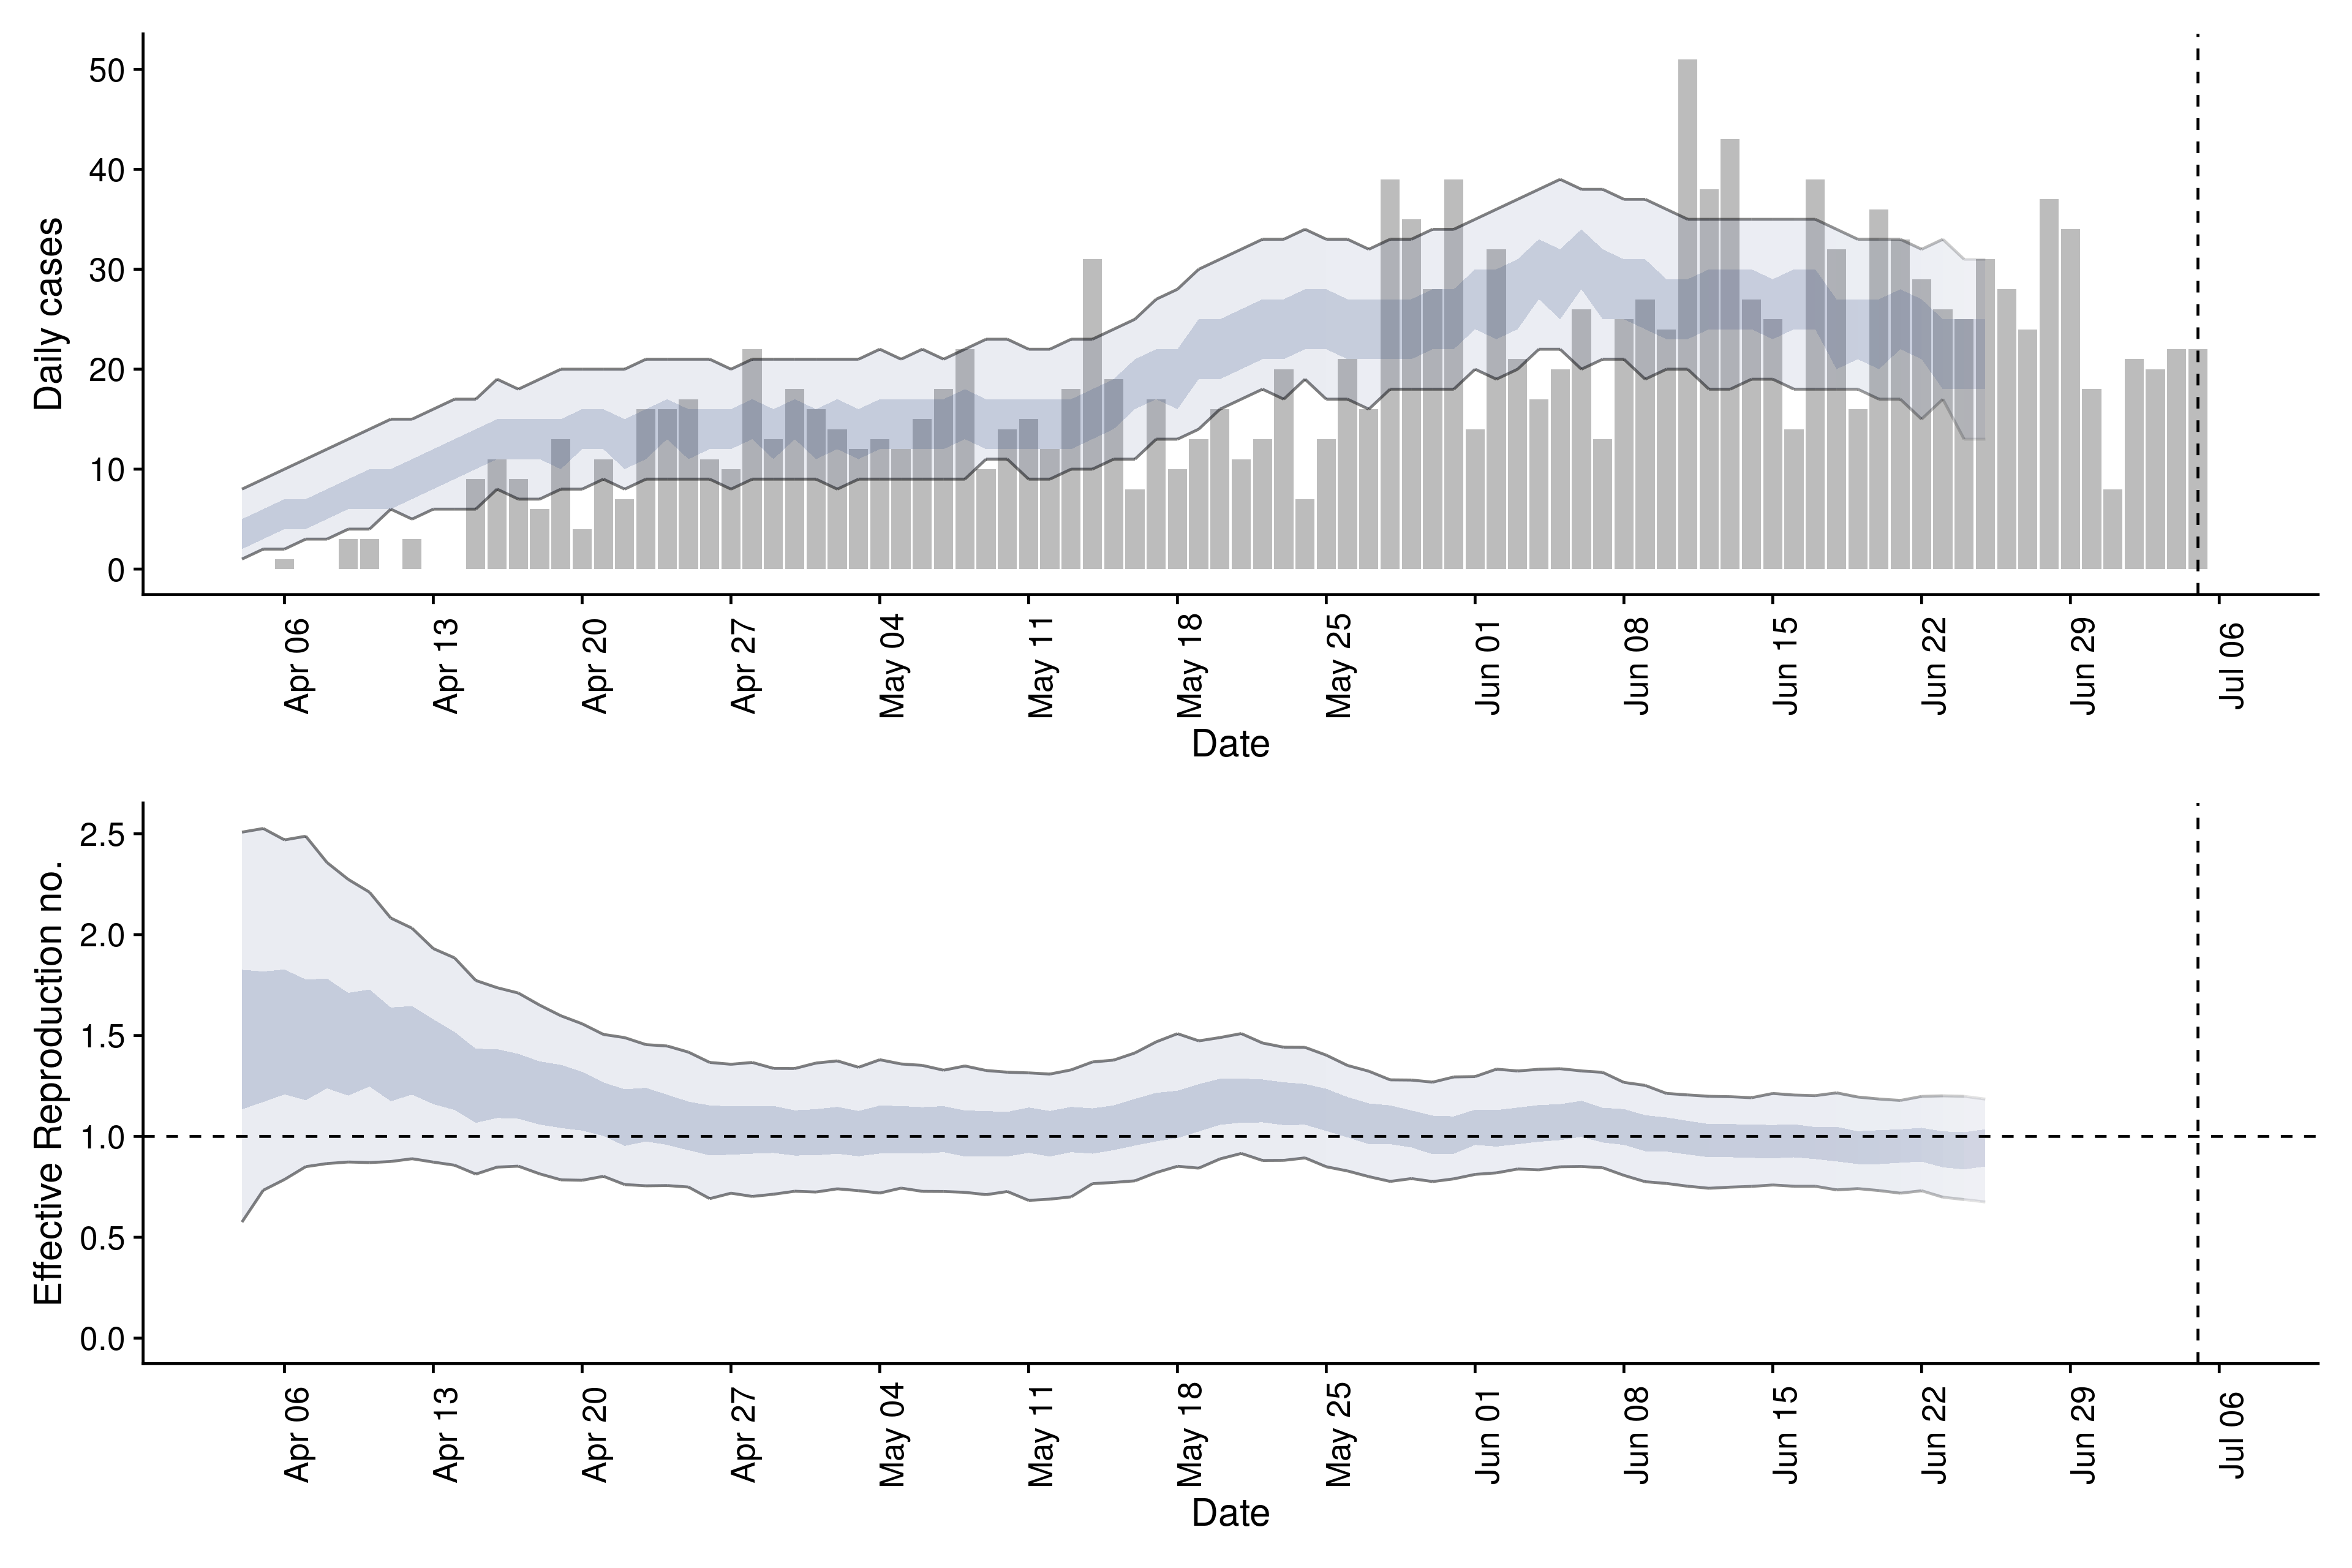 Daily cases
50
40
30
20
10
0
Apr 06
Apr 13
Apr 20
Apr 27
May 04
May 11
May 18
May 25
Jun 01
Jun 08
Jun 15
Jun 22
Jun 29
Jul 06
Date
Effective Reproduction no.
2.5
2.0
1.5
1.0
0.5
0.0
Apr 06
Apr 13
Apr 20
Apr 27
May 04
May 11
May 18
May 25
Jun 01
Jun 08
Jun 15
Jun 22
Jun 29
Jul 06
Date